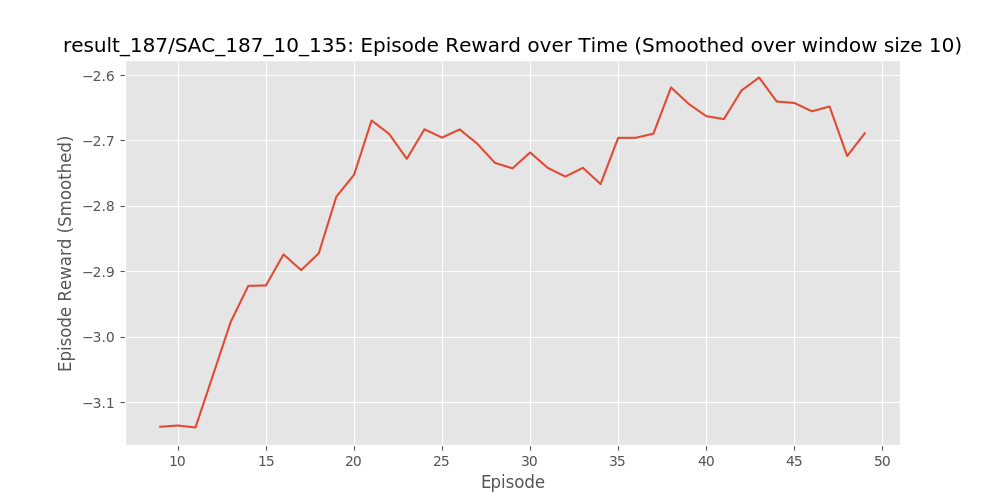 result_187/SAC_187_10_135: Episode Reward over Time (Smoothed over window size 10)
Episode Reward (Smoothed)
−2.6
−2.7
−2.8
−2.9
−3.0
−3.1
10 15 20 25 30 35 40 45 50
Episode